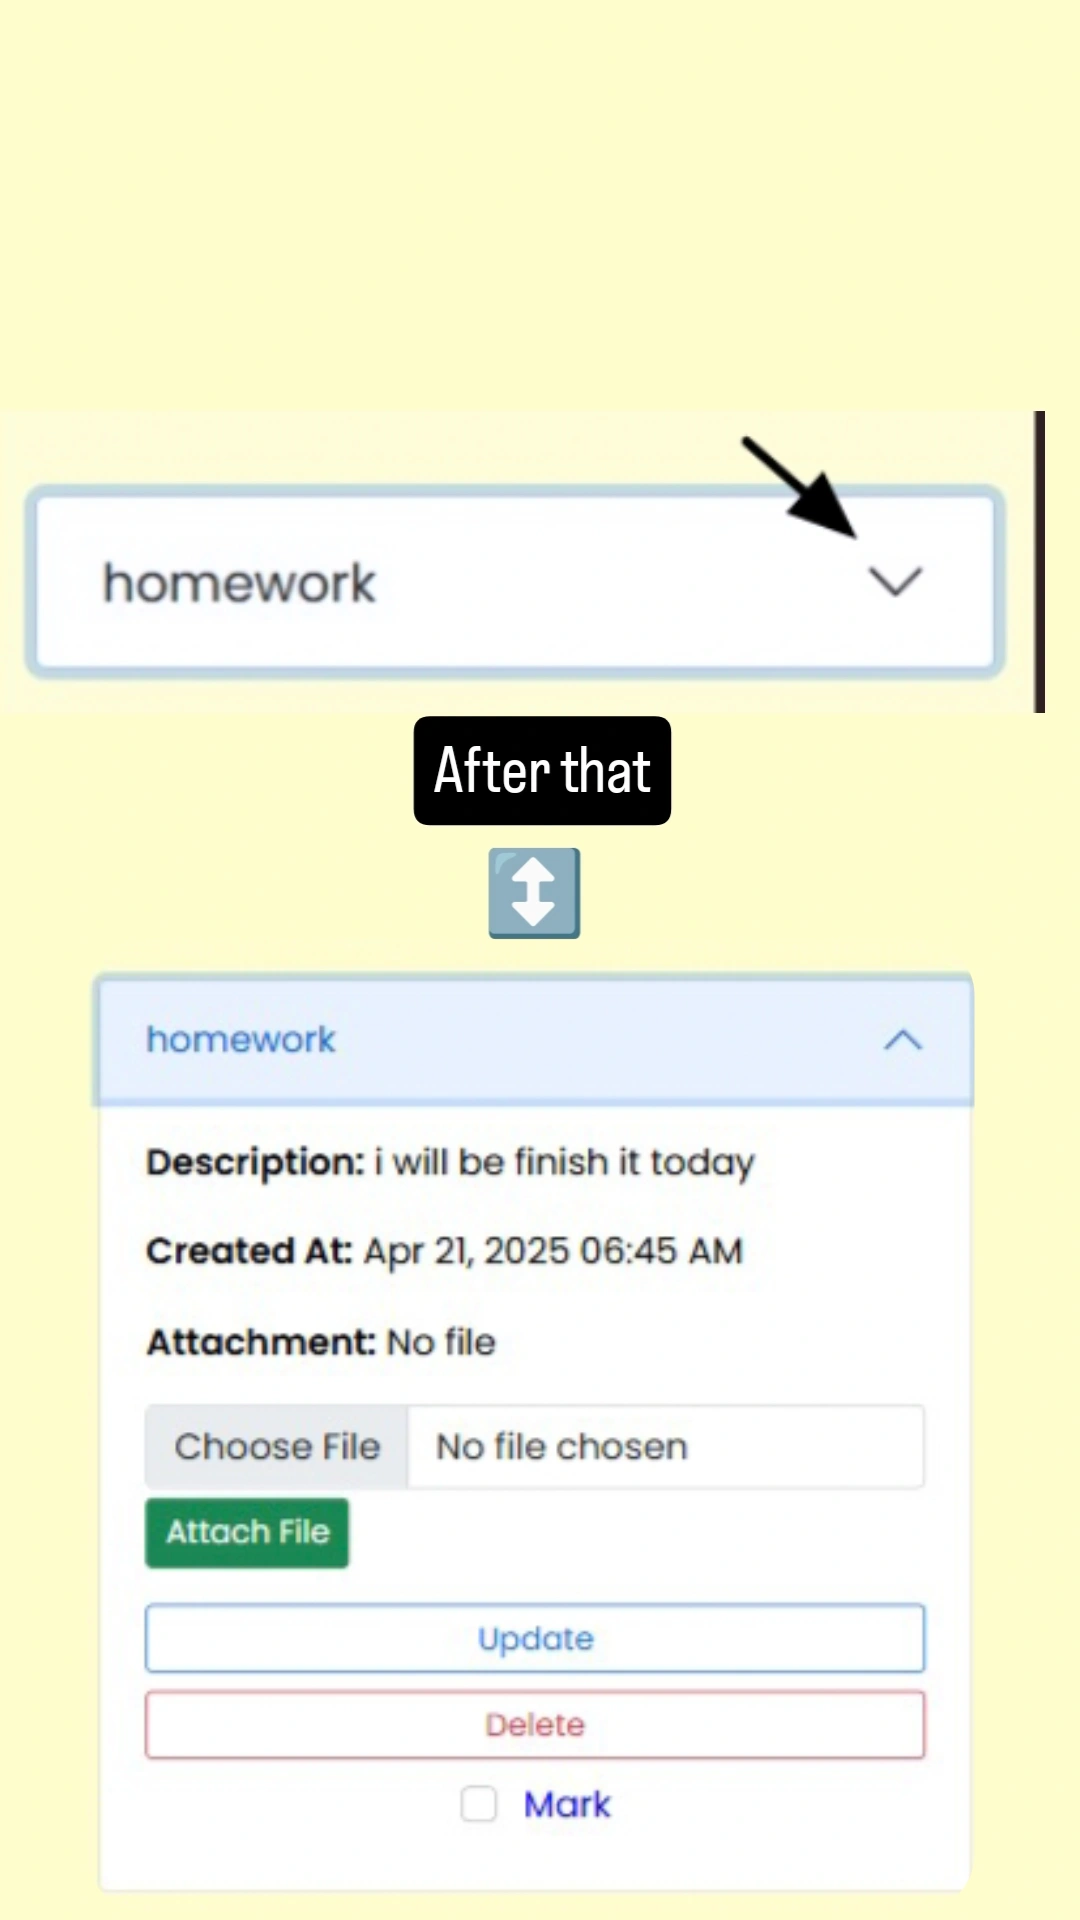 homework
After that
homework
Description: i will be finish it today
Created At: Apr 21, 2025 06:45 AM
Attachment: No file
Choose File No file chosen
Attach File
Update
Delete
Mark